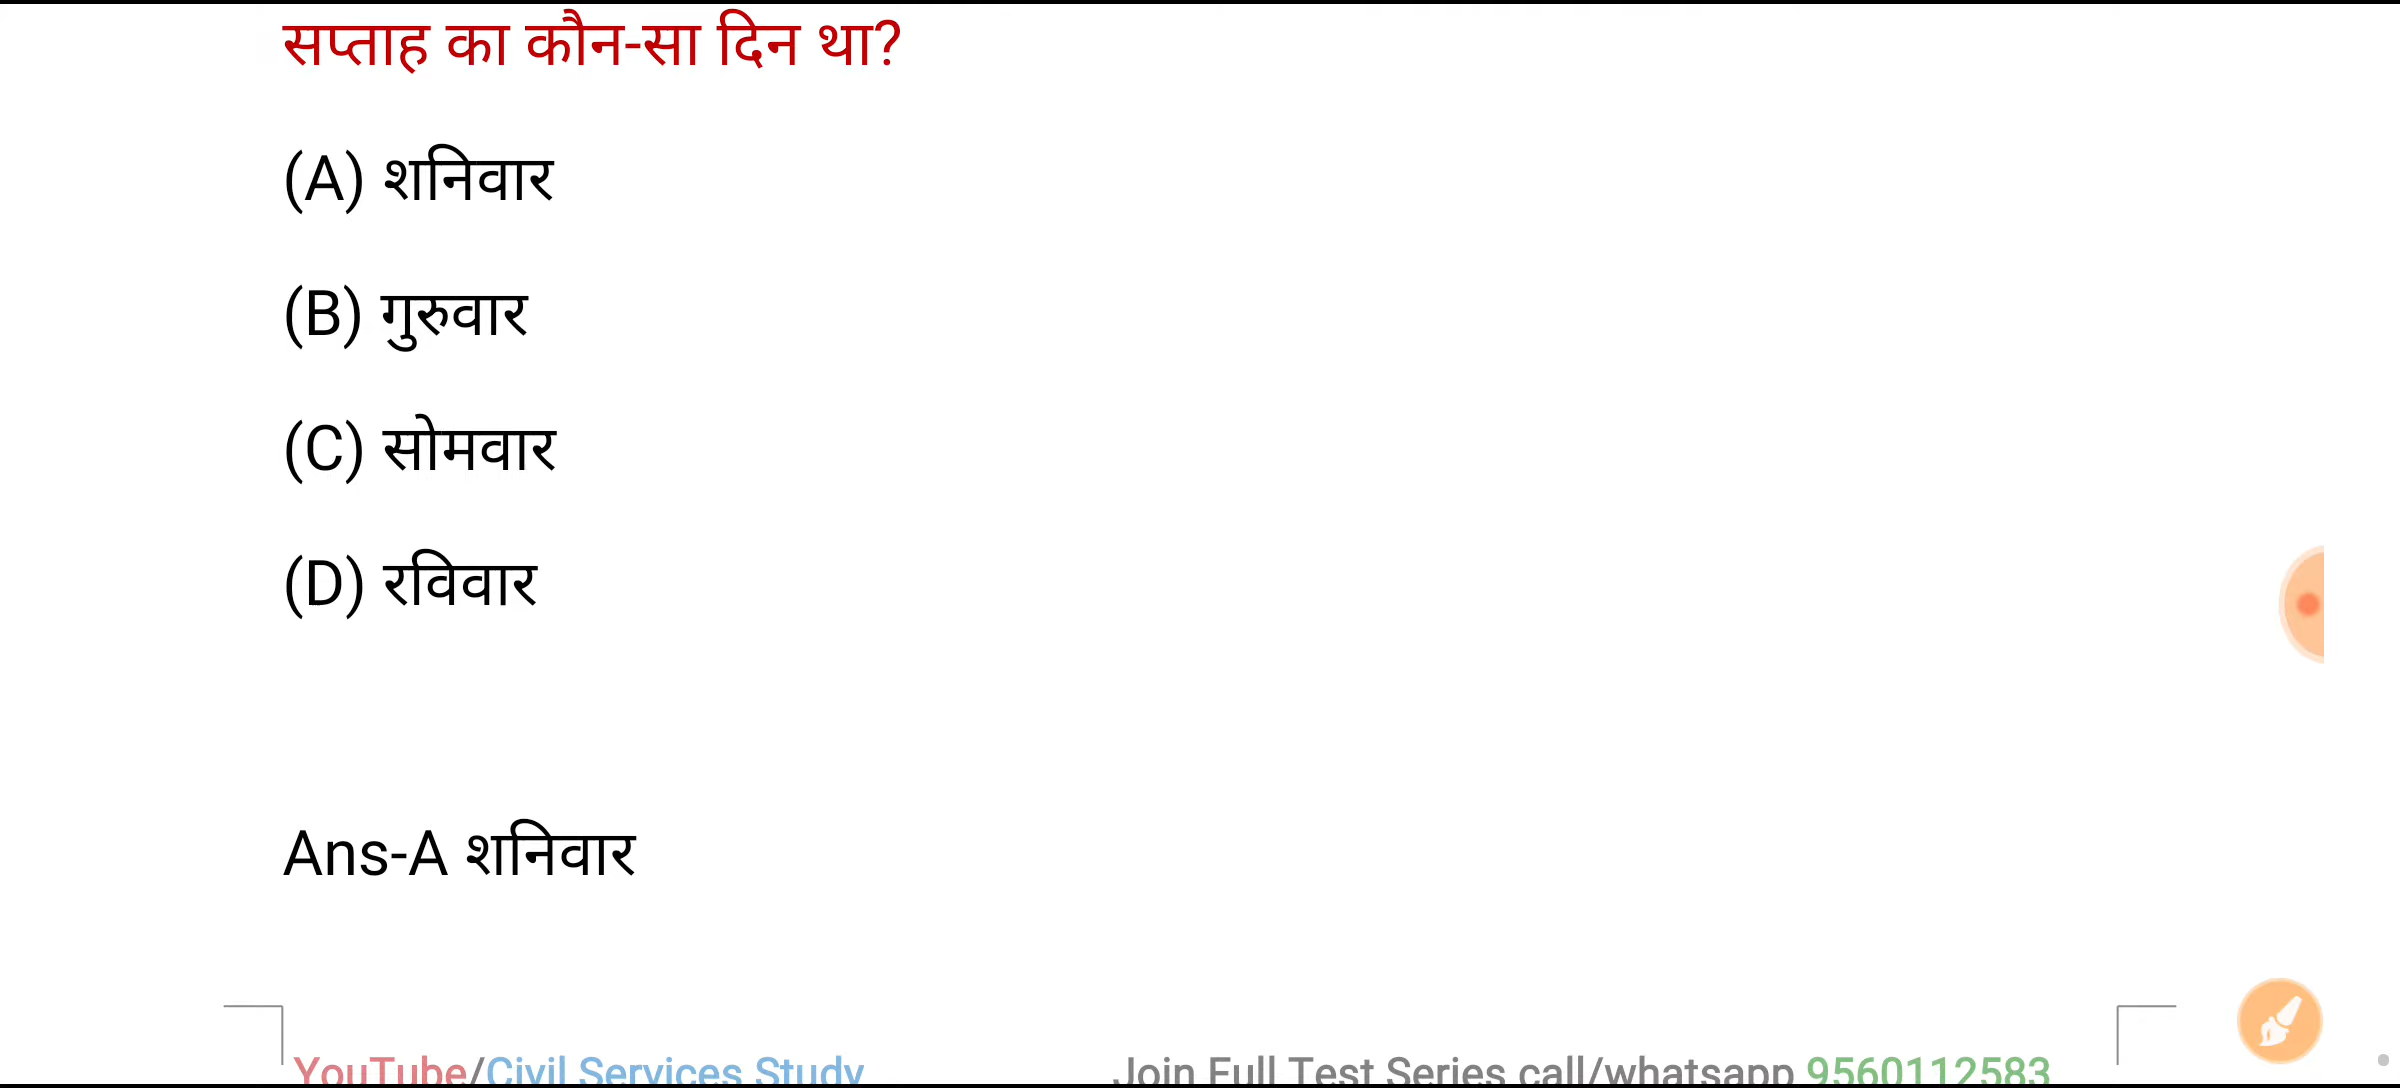 सप्ताह का कौन-सा दिन था?
(A) शनिवार
(B) गुरुवार
(C) सोमवार
(D) रविवार
Ans-A शनिवार
YouTube/Civil Services Study
Join Full Test Series call/whatsapp 9560112583